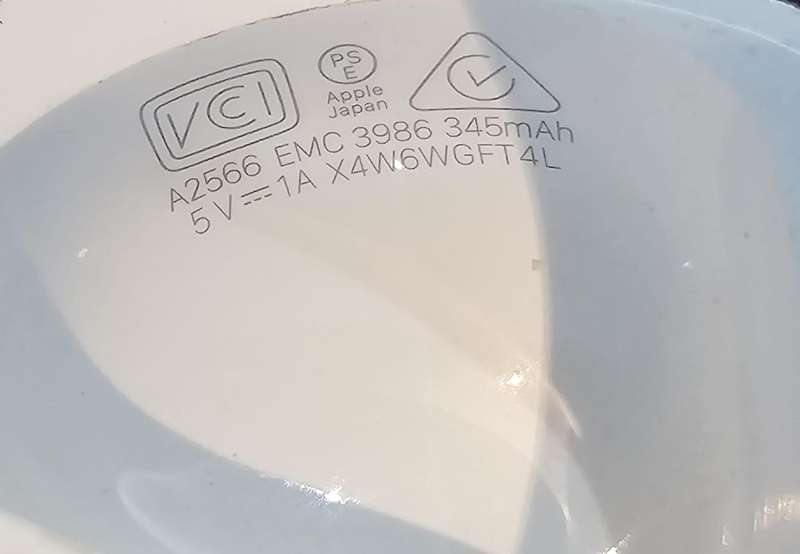 VCI
PS
E
Apple
Japan
A2566 EMC 3986 345mAh
5V⎓1A X4W6WGFT4L